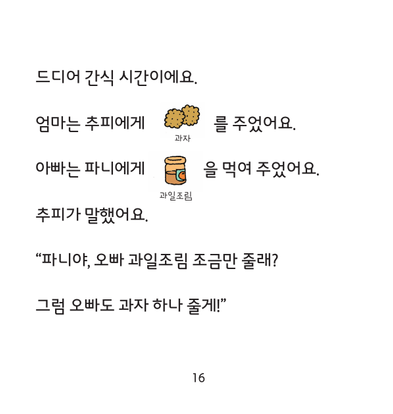 드디어 간식 시간이에요.
엄마는 추피에게 를 주었어요.
과자
아빠는 파니에게 을 먹여 주었어요.
과일조림
추피가 말했어요.
“파니야, 오빠 과일조림 조금만 줄래?
그럼 오빠도 과자 하나 줄게!”
16